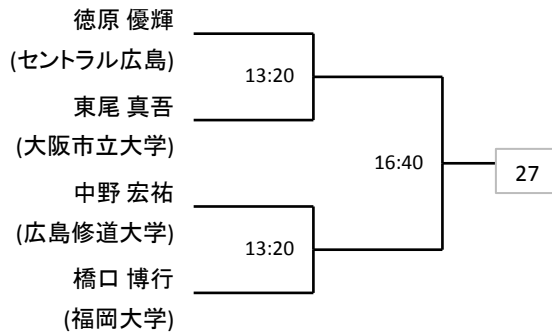 徳原 優輝
(セントラル広島)
13:20
東尾 真吾
(大阪市立大学)
16:40
27
中野 宏祐
(広島修道大学)
13:20
橋口 博行
(福岡大学)